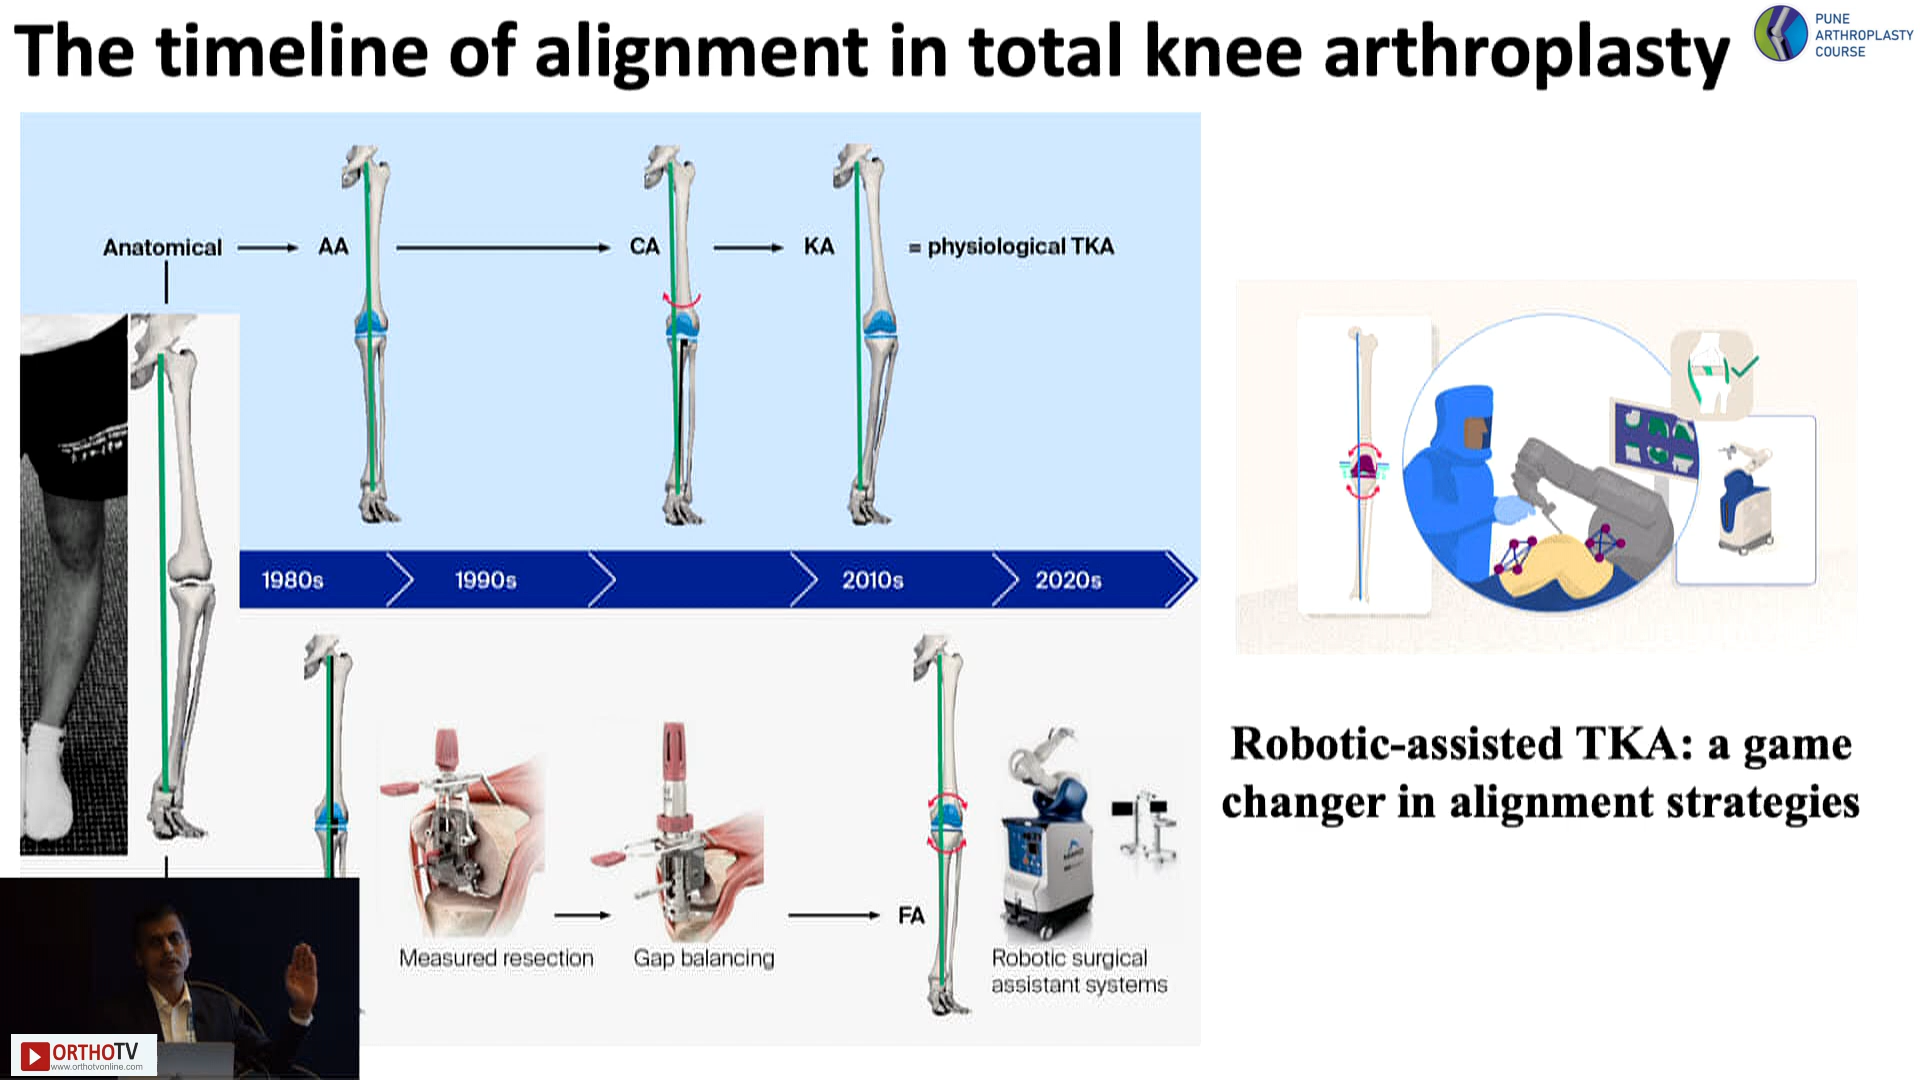 The timeline of alignment in total knee arthroplasty
PUNE
ARTHROPLASTY
COURSE
Anatomical
AA
CA
KA
= physiological TKA
1980s
1990s
2010s
2020s
Measured resection
Gap balancing
FA
Robotic surgical
assistant systems
Robotic-assisted TKA: a game
changer in alignment strategies
ORTHOTV
www.orthotvonline.com